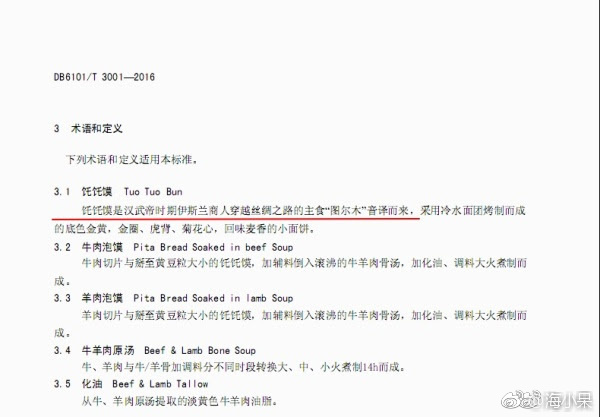 DB6101/T 3001—2016
3 术语和定义
下列术语和定义适用本标准。
3.1 饦饦馍 Tuo Tuo Bun
饦饦馍是汉武帝时期伊斯兰商人穿越丝绸之路的主食“图尔木”音译而来，采用冷水面团烤制而成
的底色金黄，金圈、虎背、菊花心，回味麦香的小面饼。
3.2 牛肉泡馍 Pita Bread Soaked in beef Soup
牛肉切片与掰至黄豆粒大小的饦饦馍，加辅料倒入滚沸的牛羊肉骨汤，加化油、调料大火煮制而
成。
3.3 羊肉泡馍 Pita Bread Soaked in lamb Soup
羊肉切片与掰至黄豆粒大小的饦饦馍，加辅料倒入滚沸的牛羊肉骨汤，加化油、调料大火煮制而
成。
3.4 牛羊肉原汤 Beef & Lamb Bone Soup
牛、羊肉与牛/羊骨加调料分不同时段转换大、中、小火煮制14h而成。
3.5 化油 Beef & Lamb Tallow
从牛、羊肉原汤提取的淡黄色牛羊肉油脂。
海小果